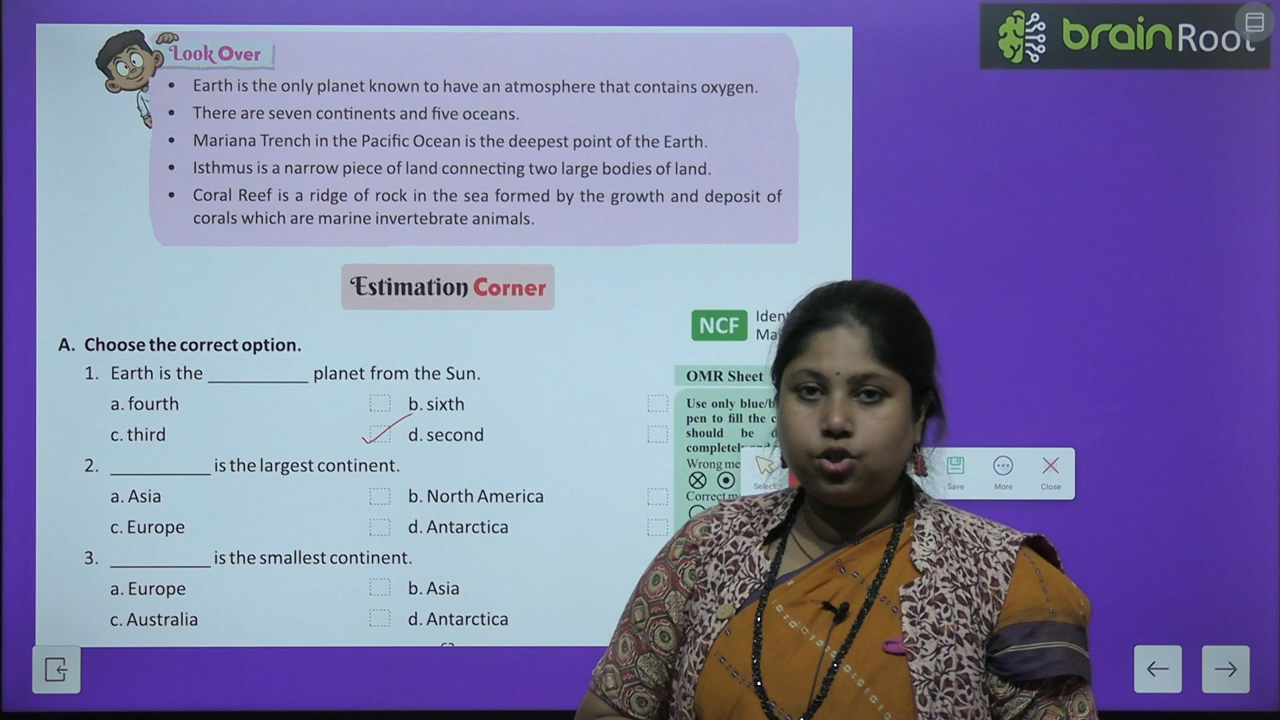 brainRoot
Look Over
• Earth is the only planet known to have an atmosphere that contains oxygen.
• There are seven continents and five oceans.
• Mariana Trench in the Pacific Ocean is the deepest point of the Earth.
• Isthmus is a narrow piece of land connecting two large bodies of land.
• Coral Reef is a ridge of rock in the sea formed by the growth and deposit of
corals which are marine invertebrate animals.
Estimation Corner
NCF
A. Choose the correct option.
1. Earth is the __________ planet from the Sun.
a. fourth b. sixth
c. third d. second
2. __________ is the largest continent.
a. Asia b. North America
c. Europe d. Antarctica
3. __________ is the smallest continent.
a. Europe b. Asia
c. Australia d. Antarctica
OMR Sheet
Use only blue/b
pen to fill the c
should be d
completely
Wrong me
Correct m
Select
Save
More
Close